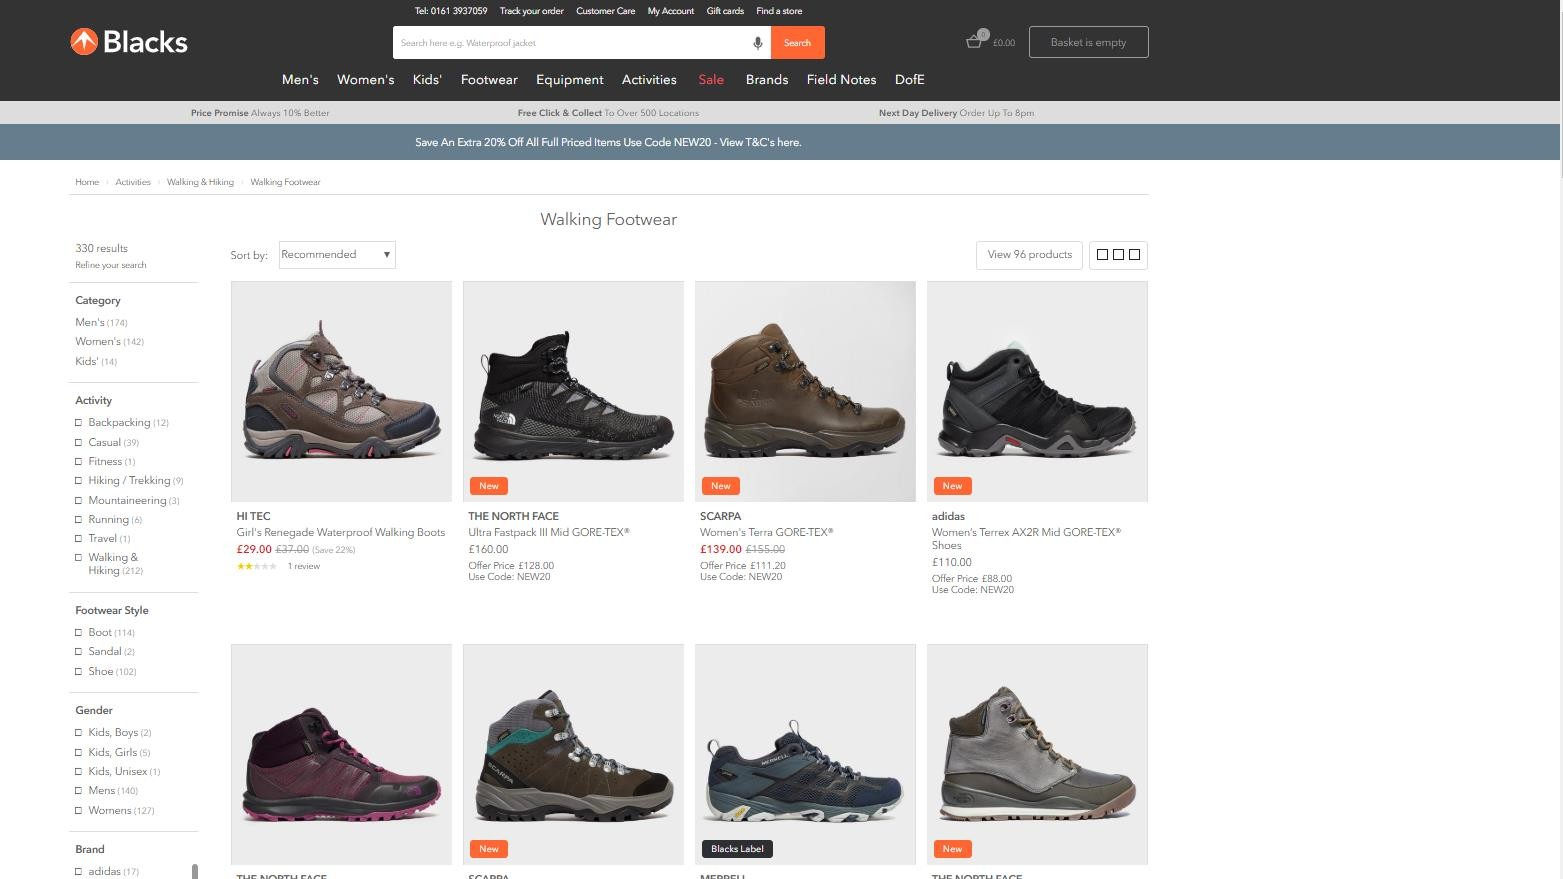 Tel: 0161 3937059 Track your order Customer Care My Account Gift cards Find a store
Blacks
Search here e.g. Waterproof jacket
Search
0
£0.00
Basket is empty
Men's Women's Kids' Footwear Equipment Activities Sale Brands Field Notes DofE
Price Promise Always 10% Better
Free Click & Collect To Over 500 Locations
Next Day Delivery Order Up To 8pm
Save An Extra 20% Off All Full Priced Items Use Code NEW20 - View T&C's here.
Home Activities Walking & Hiking Walking Footwear
Walking Footwear
330 results
Refine your search
Sort by: Recommended
View 96 products
Category
Men's (174)
Women's (142)
Kids' (14)
Activity
Backpacking (12)
Casual (39)
Fitness (1)
Hiking / Trekking (9)
Mountaineering (3)
Running (6)
Travel (1)
Walking &
Hiking (212)
Footwear Style
Boot (114)
Sandal (2)
Shoe (102)
Gender
Kids, Boys (2)
Kids, Girls (5)
Kids, Unisex (1)
Mens (140)
Womens (127)
Brand
adidas (17)
HI TEC
Girl's Renegade Waterproof Walking Boots
£29.00 £37.00 (Save 22%)
1 review
New
THE NORTH FACE
Ultra Fastpack III Mid GORE-TEX®
£160.00
Offer Price £128.00
Use Code: NEW20
New
SCARPA
Women's Terra GORE-TEX®
£139.00 £155.00
Offer Price £111.20
Use Code: NEW20
New
adidas
Women's Terrex AX2R Mid GORE-TEX®
Shoes
£110.00
Offer Price £88.00
Use Code: NEW20
THE NORTH FACE
SCARPA
New
SCARPA
MERRELL
Blacks Label
MERRELL
New
THE NORTH FACE